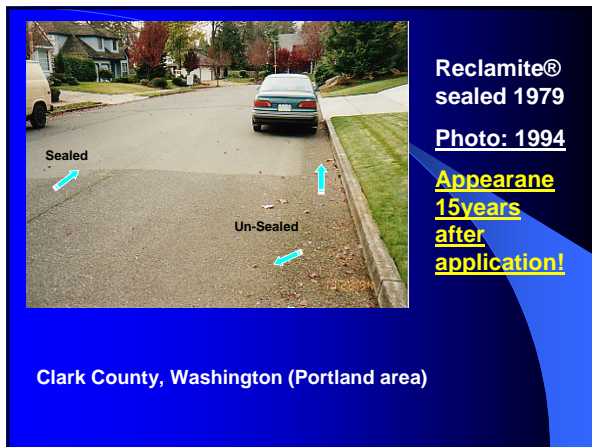 Reclamite®
sealed 1979
Photo: 1994
Appearane
15years
after
application!
Sealed
Un-Sealed
Clark County, Washington (Portland area)